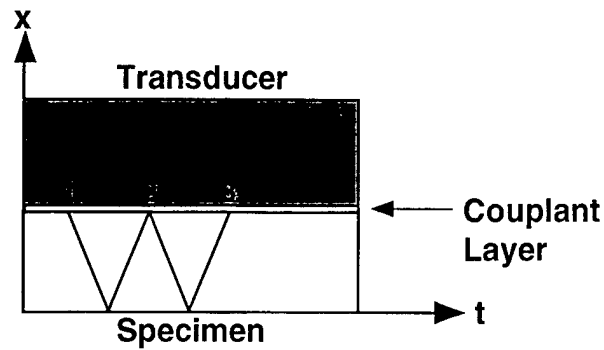 x
Transducer
Couplant
Layer
t
Specimen